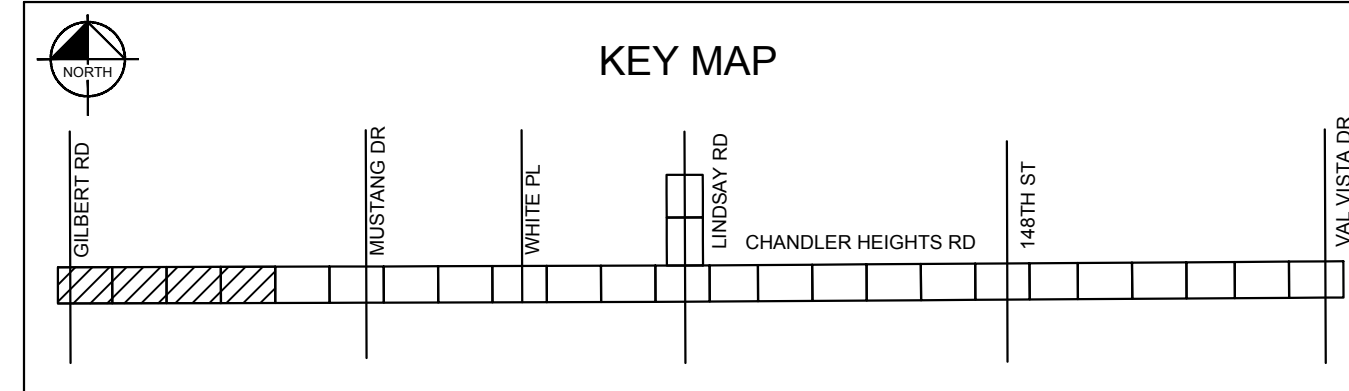 NORTH
KEY MAP
GILBERT RD
MUSTANG DR
WHITE PL
LINDSAY RD
CHANDLER HEIGHTS RD
148TH ST
VAL VISTA DR